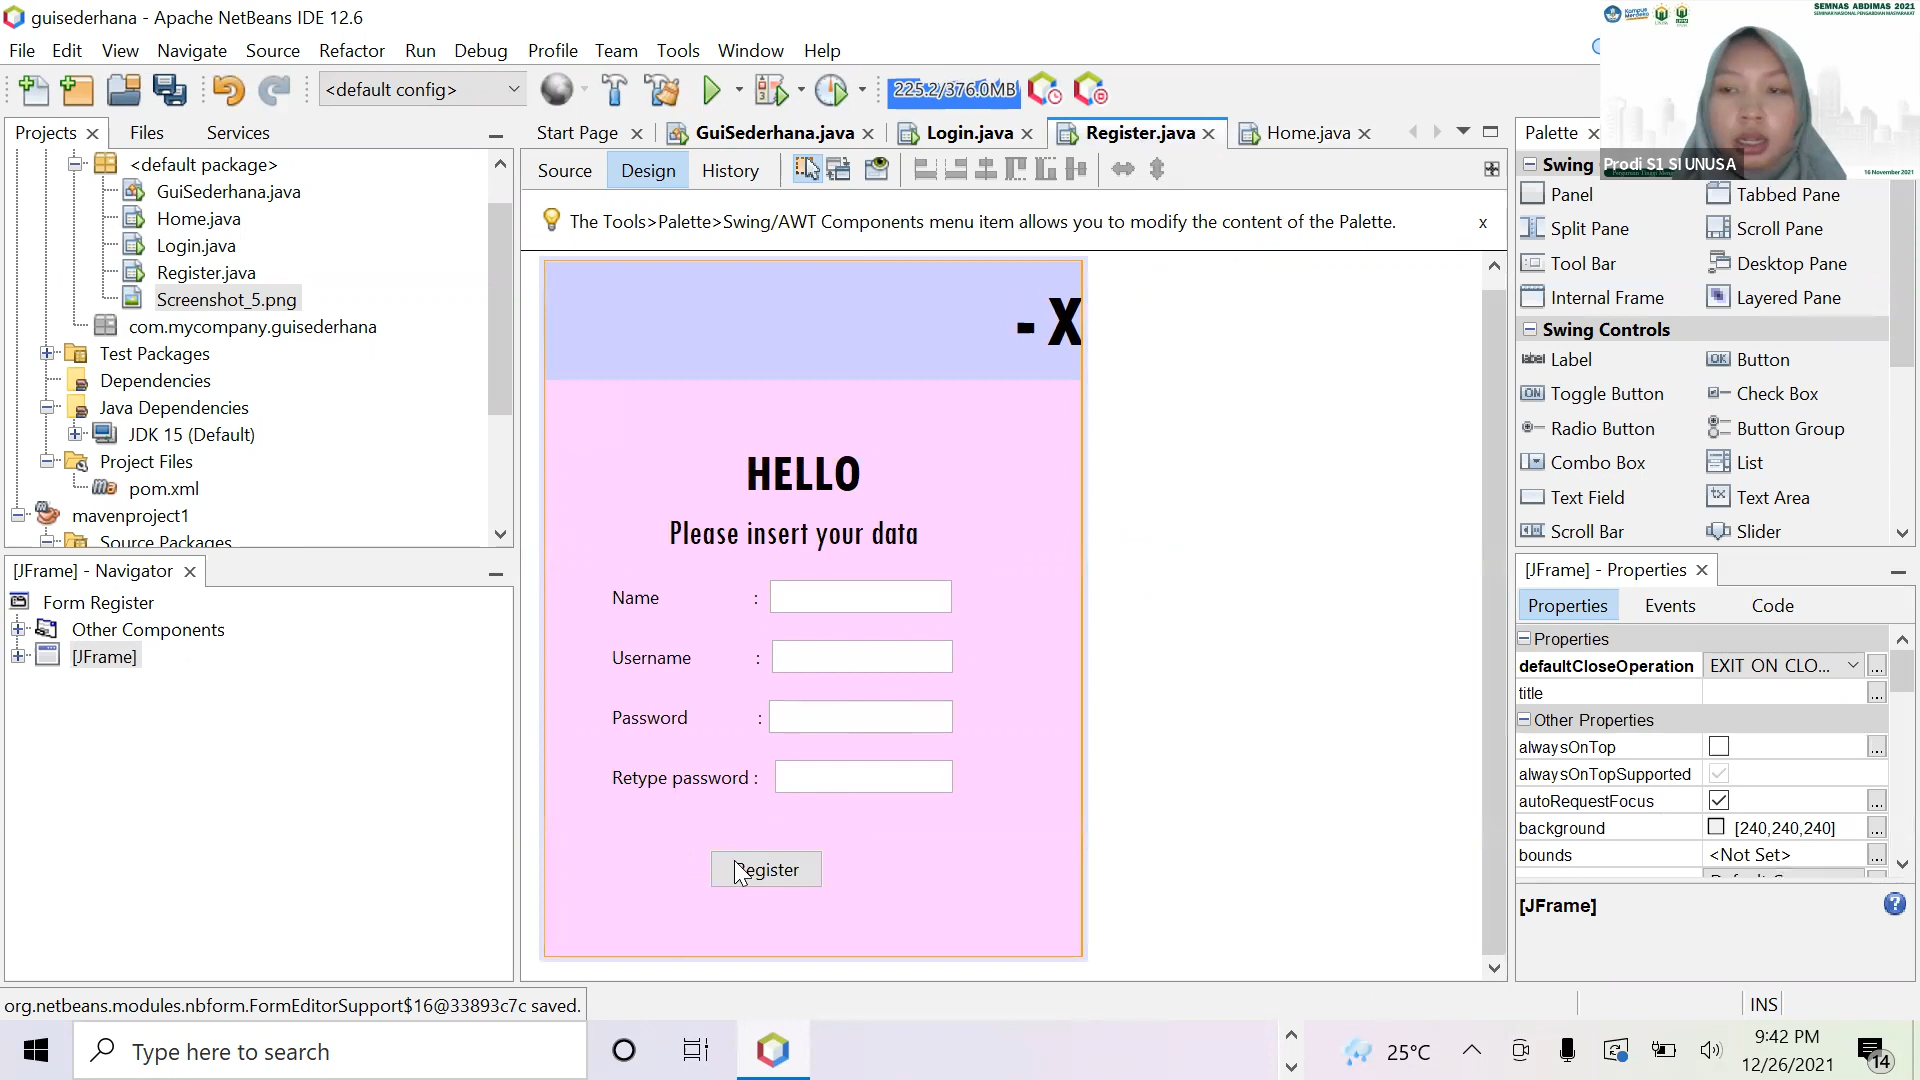 guisederhana - Apache NetBeans IDE 12.6
File Edit View Navigate Source Refactor Run Debug Profile Team Tools Window Help
SEMNAS ABDIMAS 2021
<default config>
225.2/376.0MB
Projects Files Services
Start Page GuiSederhana.java Login.java Register.java Home.java
Palette
Prodi S1 SI UNUSA
16 November 2021
Source Design History
The Tools>Palette>Swing/AWT Components menu item allows you to modify the content of the Palette. x
<default package>
GuiSederhana.java
Home.java
Login.java
Register.java
Screenshot_5.png
com.mycompany.guisederhana
Test Packages
Dependencies
Java Dependencies
JDK 15 (Default)
Project Files
pom.xml
mavenproject1
Source Packages
[JFrame] - Navigator
Form Register
Other Components
[JFrame]
- X
HELLO
Please insert your data
Name :
Username :
Password :
Retype password :
Register
Swing
Panel Tabbed Pane
Split Pane Scroll Pane
Tool Bar Desktop Pane
Internal Frame Layered Pane
Swing Controls
Label Button
Toggle Button Check Box
Radio Button Button Group
Combo Box List
Text Field Text Area
Scroll Bar Slider
[JFrame] - Properties
Properties Events Code
Properties
defaultCloseOperation EXIT ON CLO... ...
title ...
Other Properties
alwaysOnTop ...
alwaysOnTopSupported
autoRequestFocus ...
background [240,240,240] ...
bounds <Not Set> ...
[JFrame]
org.netbeans.modules.nbform.FormEditorSupport$16@33893c7c saved.
INS
Type here to search
25°C
9:42 PM
12/26/2021
14